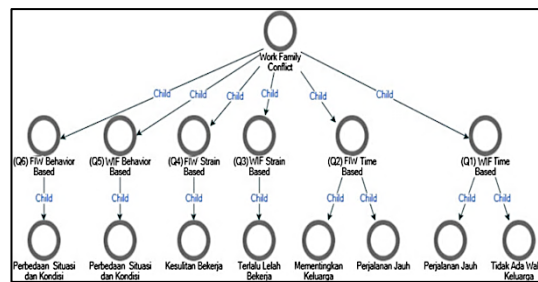 Work Family
Conflict
Child
Child
Child
Child
Child
Child
(Q6) FIW Behavior
Based
(Q5) WIF Behavior
Based
(Q4) FIW Strain
Based
(Q3) WIF Strain
Based
(Q2) FIW Time
Based
(Q1) WIF Time
Based
Child
Child
Child
Child
Child
Child
Child
Child
Perbedaan Situasi
dan Kondisi
Perbedaan Situasi
dan Kondisi
Kesulitan Bekerja
Terlalu Lelah
Bekerja
Mementingkan
Keluarga
Perjalanan Jauh
Perjalanan Jauh
Tidak Ada
Keluarga